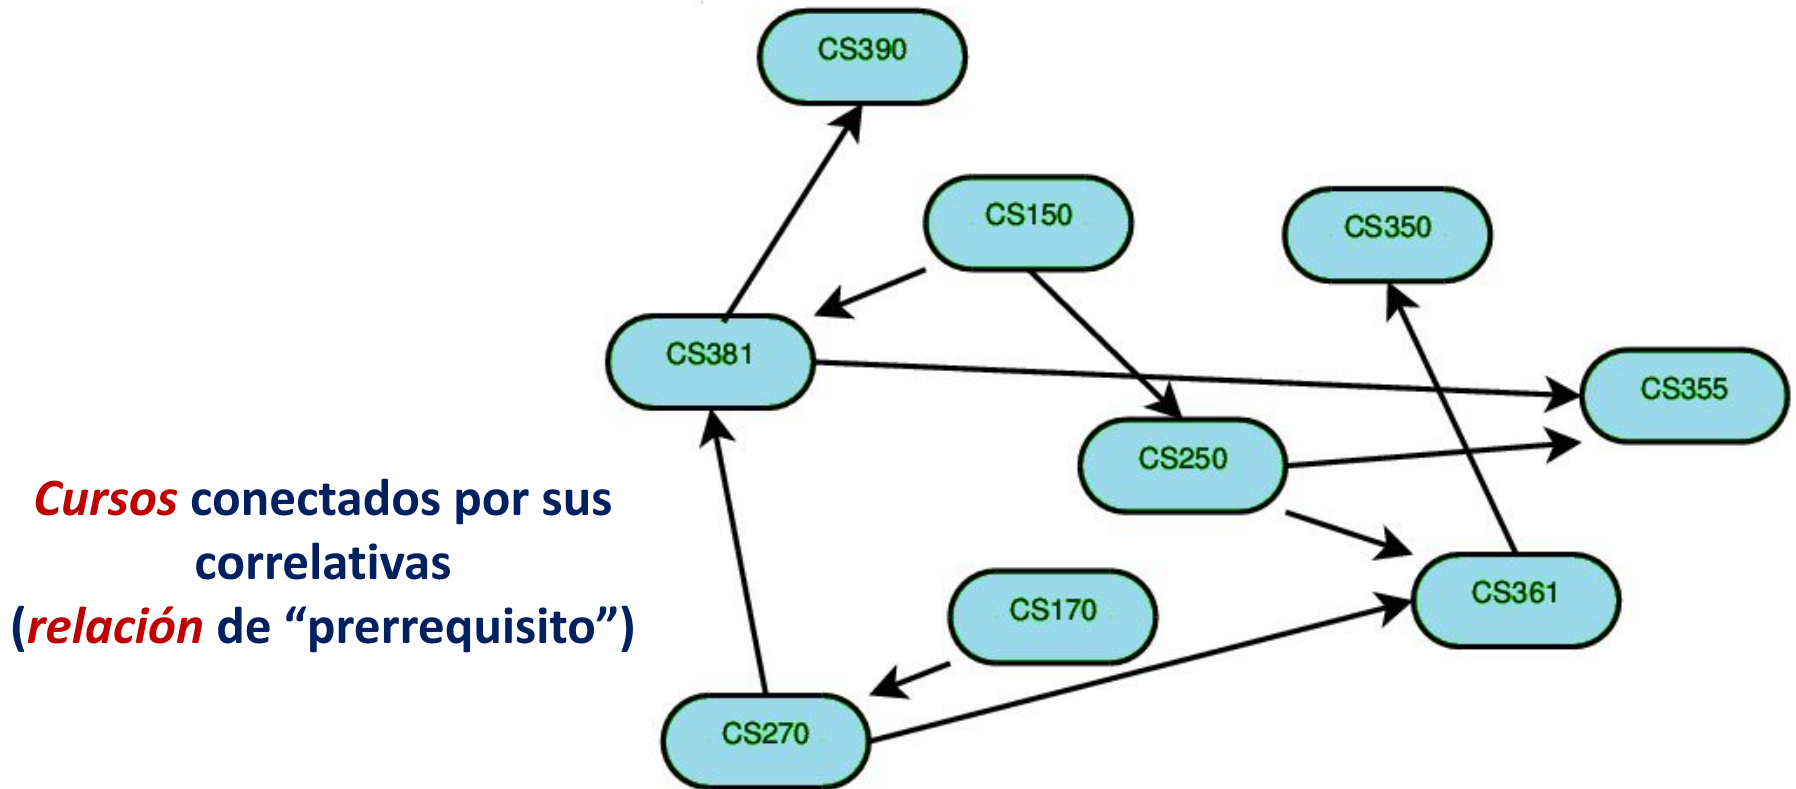 CS390
CS150
CS350
CS381
CS355
CS250
Cursos conectados por sus
correlativas
(relación de “prerrequisito”)
CS361
CS170
CS270